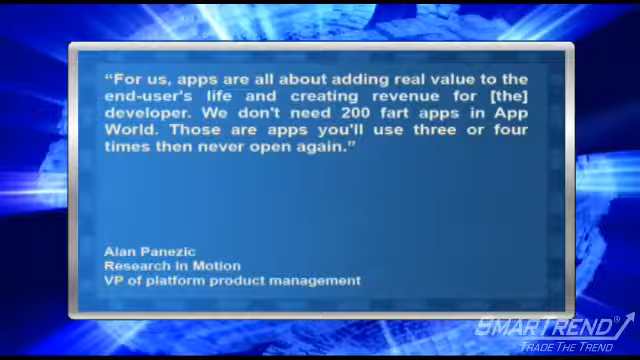 “For us, apps are all about adding real value to the
end-user's life and creating revenue for [the]
developer. We don't need 200 fart apps in App
World. Those are apps you'll use three or four
times then never open again.”
Alan Panezic
Research in Motion
VP of platform product management
SMARTREND®
TRADE THE TREND